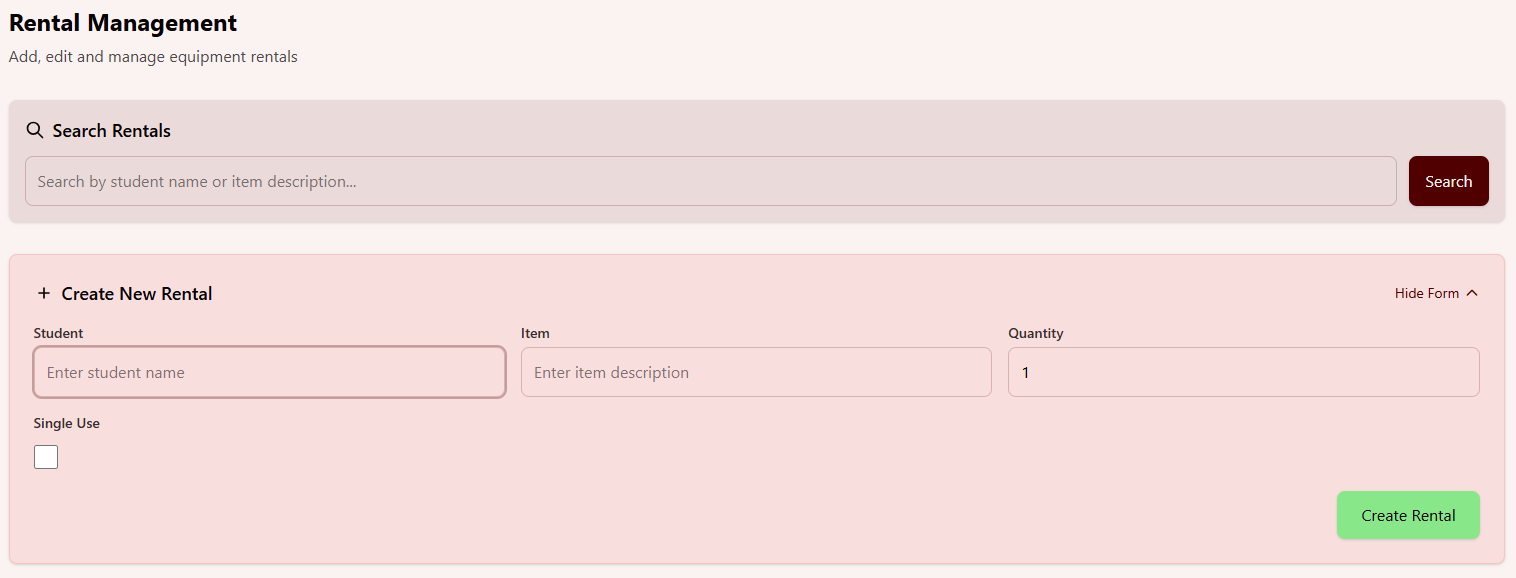 Rental Management
Add, edit and manage equipment rentals
Search Rentals
Search by student name or item description...
Search
Create New Rental
Hide Form
Student
Item
Quantity
Enter student name
Enter item description
1
Single Use
Create Rental